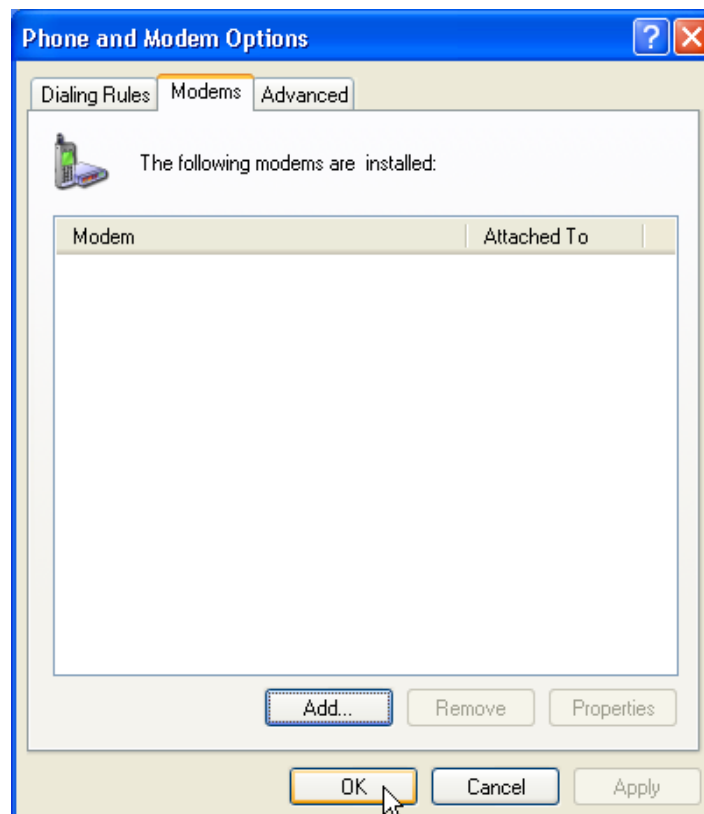 Phone and Modem Options
Dialing Rules Modems Advanced
The following modems are installed:
Modem Attached To
Add... Remove Properties
OK Cancel Apply